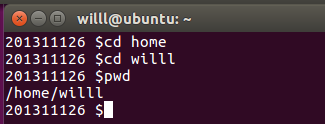 willl@ubuntu: ~
201311126 $cd home
201311126 $cd willl
201311126 $pwd
/home/willl
201311126 $